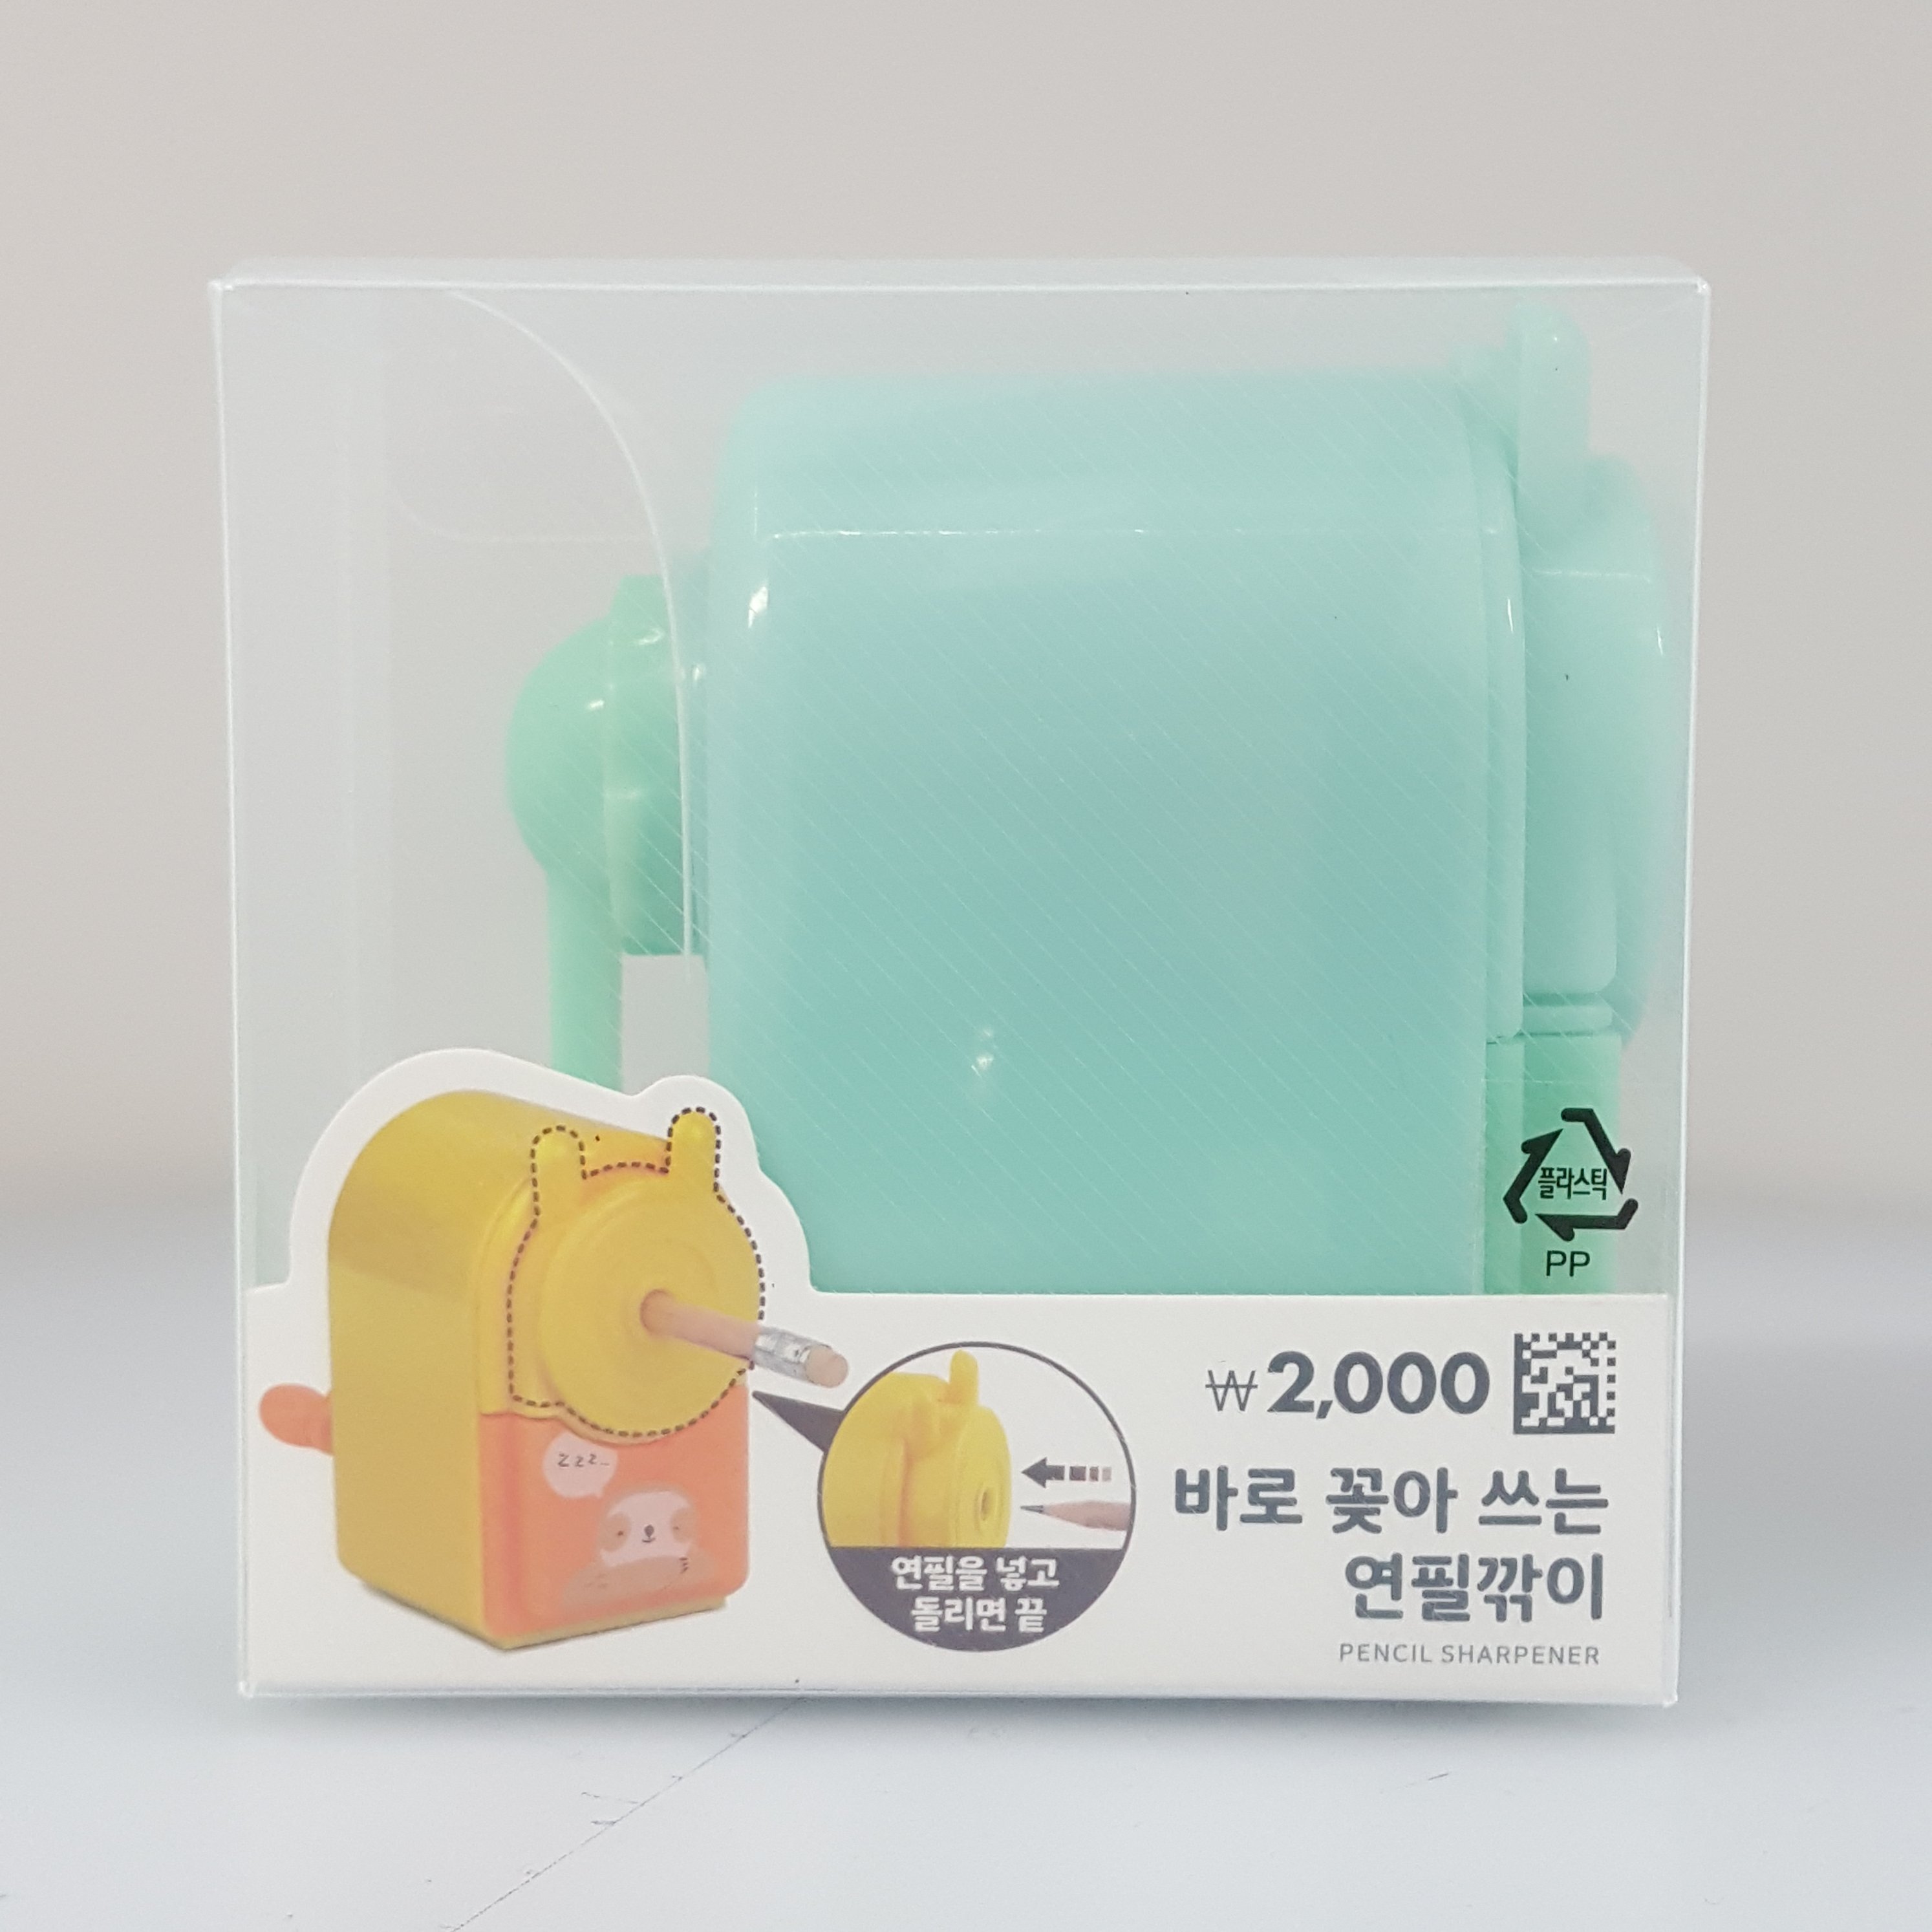 플라스틱
PP
₩2,000
바로 꽂아 쓰는
연필깎이
PENCIL SHARPENER
zzz..
연필을 넣고
돌리면 끝